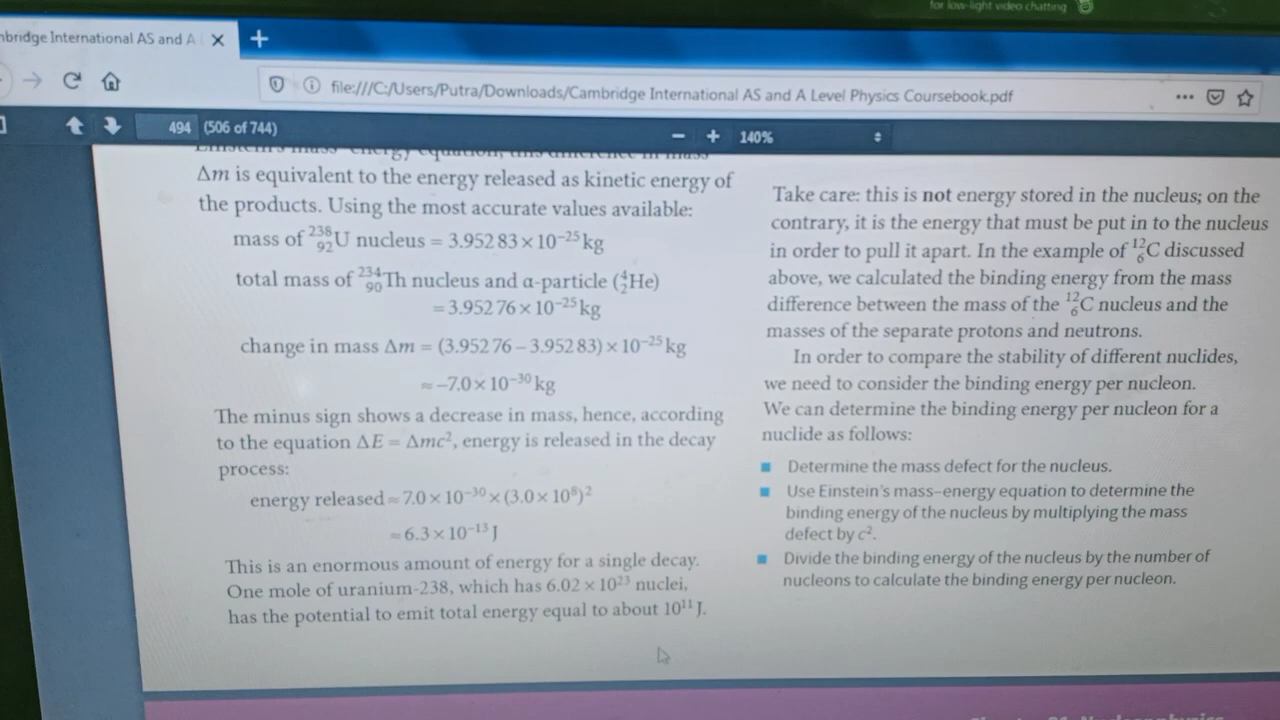 for low-light video chatting
nbridge International AS and A
file:///C:/Users/Putra/Downloads/Cambridge International AS and A Level Physics Coursebook.pdf
494 (506 of 744)
140%
Einstein's mass–energy equation, this difference in mass
Δm is equivalent to the energy released as kinetic energy of
the products. Using the most accurate values available:
mass of ²³⁸₉₂U nucleus = 3.952 83 × 10⁻²⁵ kg
total mass of ²³⁴₉₀Th nucleus and α-particle (⁴₂He)
= 3.952 76 × 10⁻²⁵ kg
change in mass Δm = (3.952 76 – 3.952 83) × 10⁻²⁵ kg
≈ –7.0 × 10⁻³⁰ kg
The minus sign shows a decrease in mass, hence, according
to the equation ΔE = Δmc², energy is released in the decay
process:
energy released ≈ 7.0 × 10⁻³⁰ × (3.0 × 10⁸)²
≈ 6.3 × 10⁻¹³ J
This is an enormous amount of energy for a single decay.
One mole of uranium-238, which has 6.02 × 10²³ nuclei,
has the potential to emit total energy equal to about 10¹¹ J.
Take care: this is not energy stored in the nucleus; on the
contrary, it is the energy that must be put in to the nucleus
in order to pull it apart. In the example of ¹²₆C discussed
above, we calculated the binding energy from the mass
difference between the mass of the ¹²₆C nucleus and the
masses of the separate protons and neutrons.
In order to compare the stability of different nuclides,
we need to consider the binding energy per nucleon.
We can determine the binding energy per nucleon for a
nuclide as follows:
■ Determine the mass defect for the nucleus.
■ Use Einstein's mass–energy equation to determine the
binding energy of the nucleus by multiplying the mass
defect by c².
■ Divide the binding energy of the nucleus by the number of
nucleons to calculate the binding energy per nucleon.